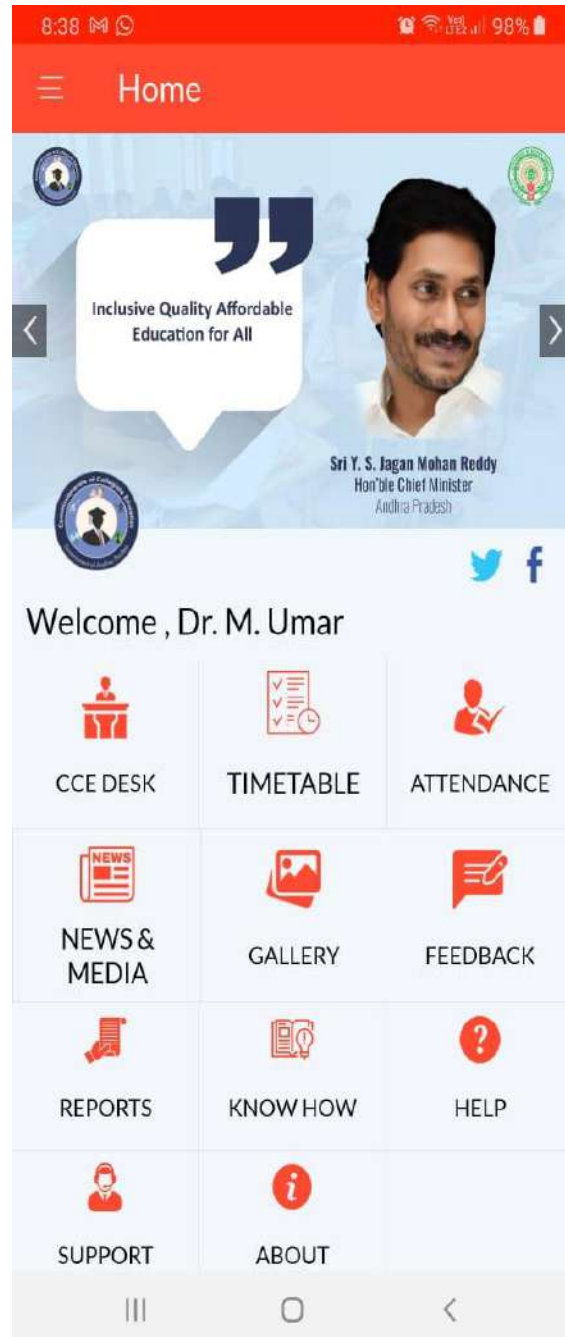 8:38
98%
Home
Inclusive Quality Affordable
Education for All
Sri Y. S. Jagan Mohan Reddy
Hon'ble Chief Minister
Andhra Pradesh
Welcome , Dr. M. Umar
CCE DESK
TIMETABLE
ATTENDANCE
NEWS
NEWS &
MEDIA
GALLERY
FEEDBACK
REPORTS
KNOW HOW
HELP
SUPPORT
ABOUT